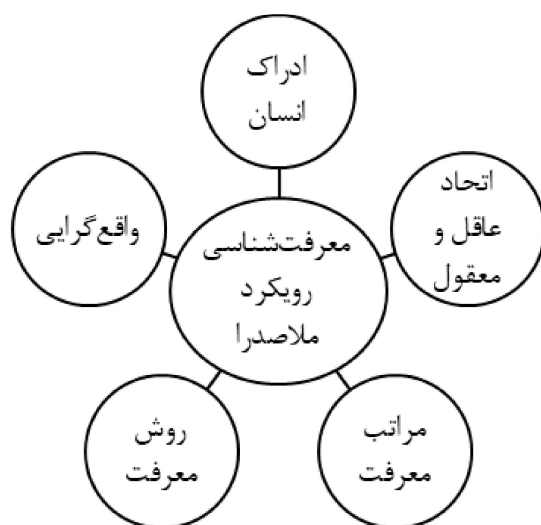 ادراک
انسان
اتحاد
عاقل و
معقول
واقع‌گرایی
معرفت‌شناسی
رویکرد
ملاصدرا
مراتب
معرفت
روش
معرفت